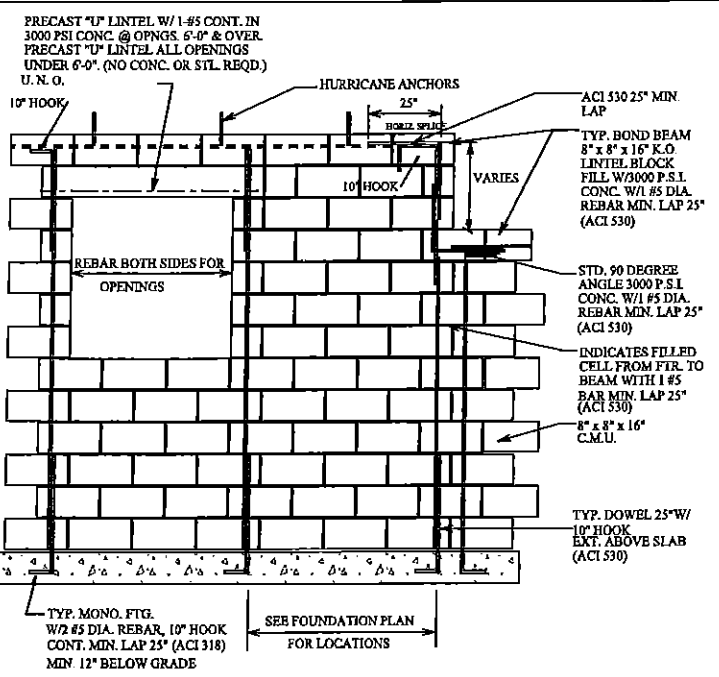 PRECAST "U" LINTEL W/ 1-#5 CONT. IN
3000 PSI CONC. @ OPNGS. 6'-0" & OVER.
PRECAST "U" LINTEL ALL OPENINGS
UNDER 6'-0". (NO CONC. OR STL. REQD.)
U. N. O.
10" HOOK
HURRICANE ANCHORS
25"
HORIZ. SPLICE
10" HOOK
VARIES
ACI 530 25" MIN.
LAP
TYP. BOND BEAM
8" x 8" x 16" K.O.
LINTEL BLOCK
FILL W/3000 P.S.I.
CONC. W/1 #5 DIA.
REBAR MIN. LAP 25"
(ACI 530)
REBAR BOTH SIDES FOR
OPENINGS
STD. 90 DEGREE
ANGLE 3000 P.S.I.
CONC. W/1 #5 DIA.
REBAR MIN. LAP 25"
(ACI 530)
INDICATES FILLED
CELL FROM FTR. TO
BEAM WITH 1 #5
BAR MIN. LAP 25"
(ACI 530)
8" x 8" x 16"
C.M.U.
TYP. DOWEL 25"W/
10" HOOK
EXT. ABOVE SLAB
(ACI 530)
TYP. MONO. FTG.
W/2 #5 DIA. REBAR, 10" HOOK
CONT. MIN. LAP 25" (ACI 318)
MIN. 12" BELOW GRADE
SEE FOUNDATION PLAN
FOR LOCATIONS